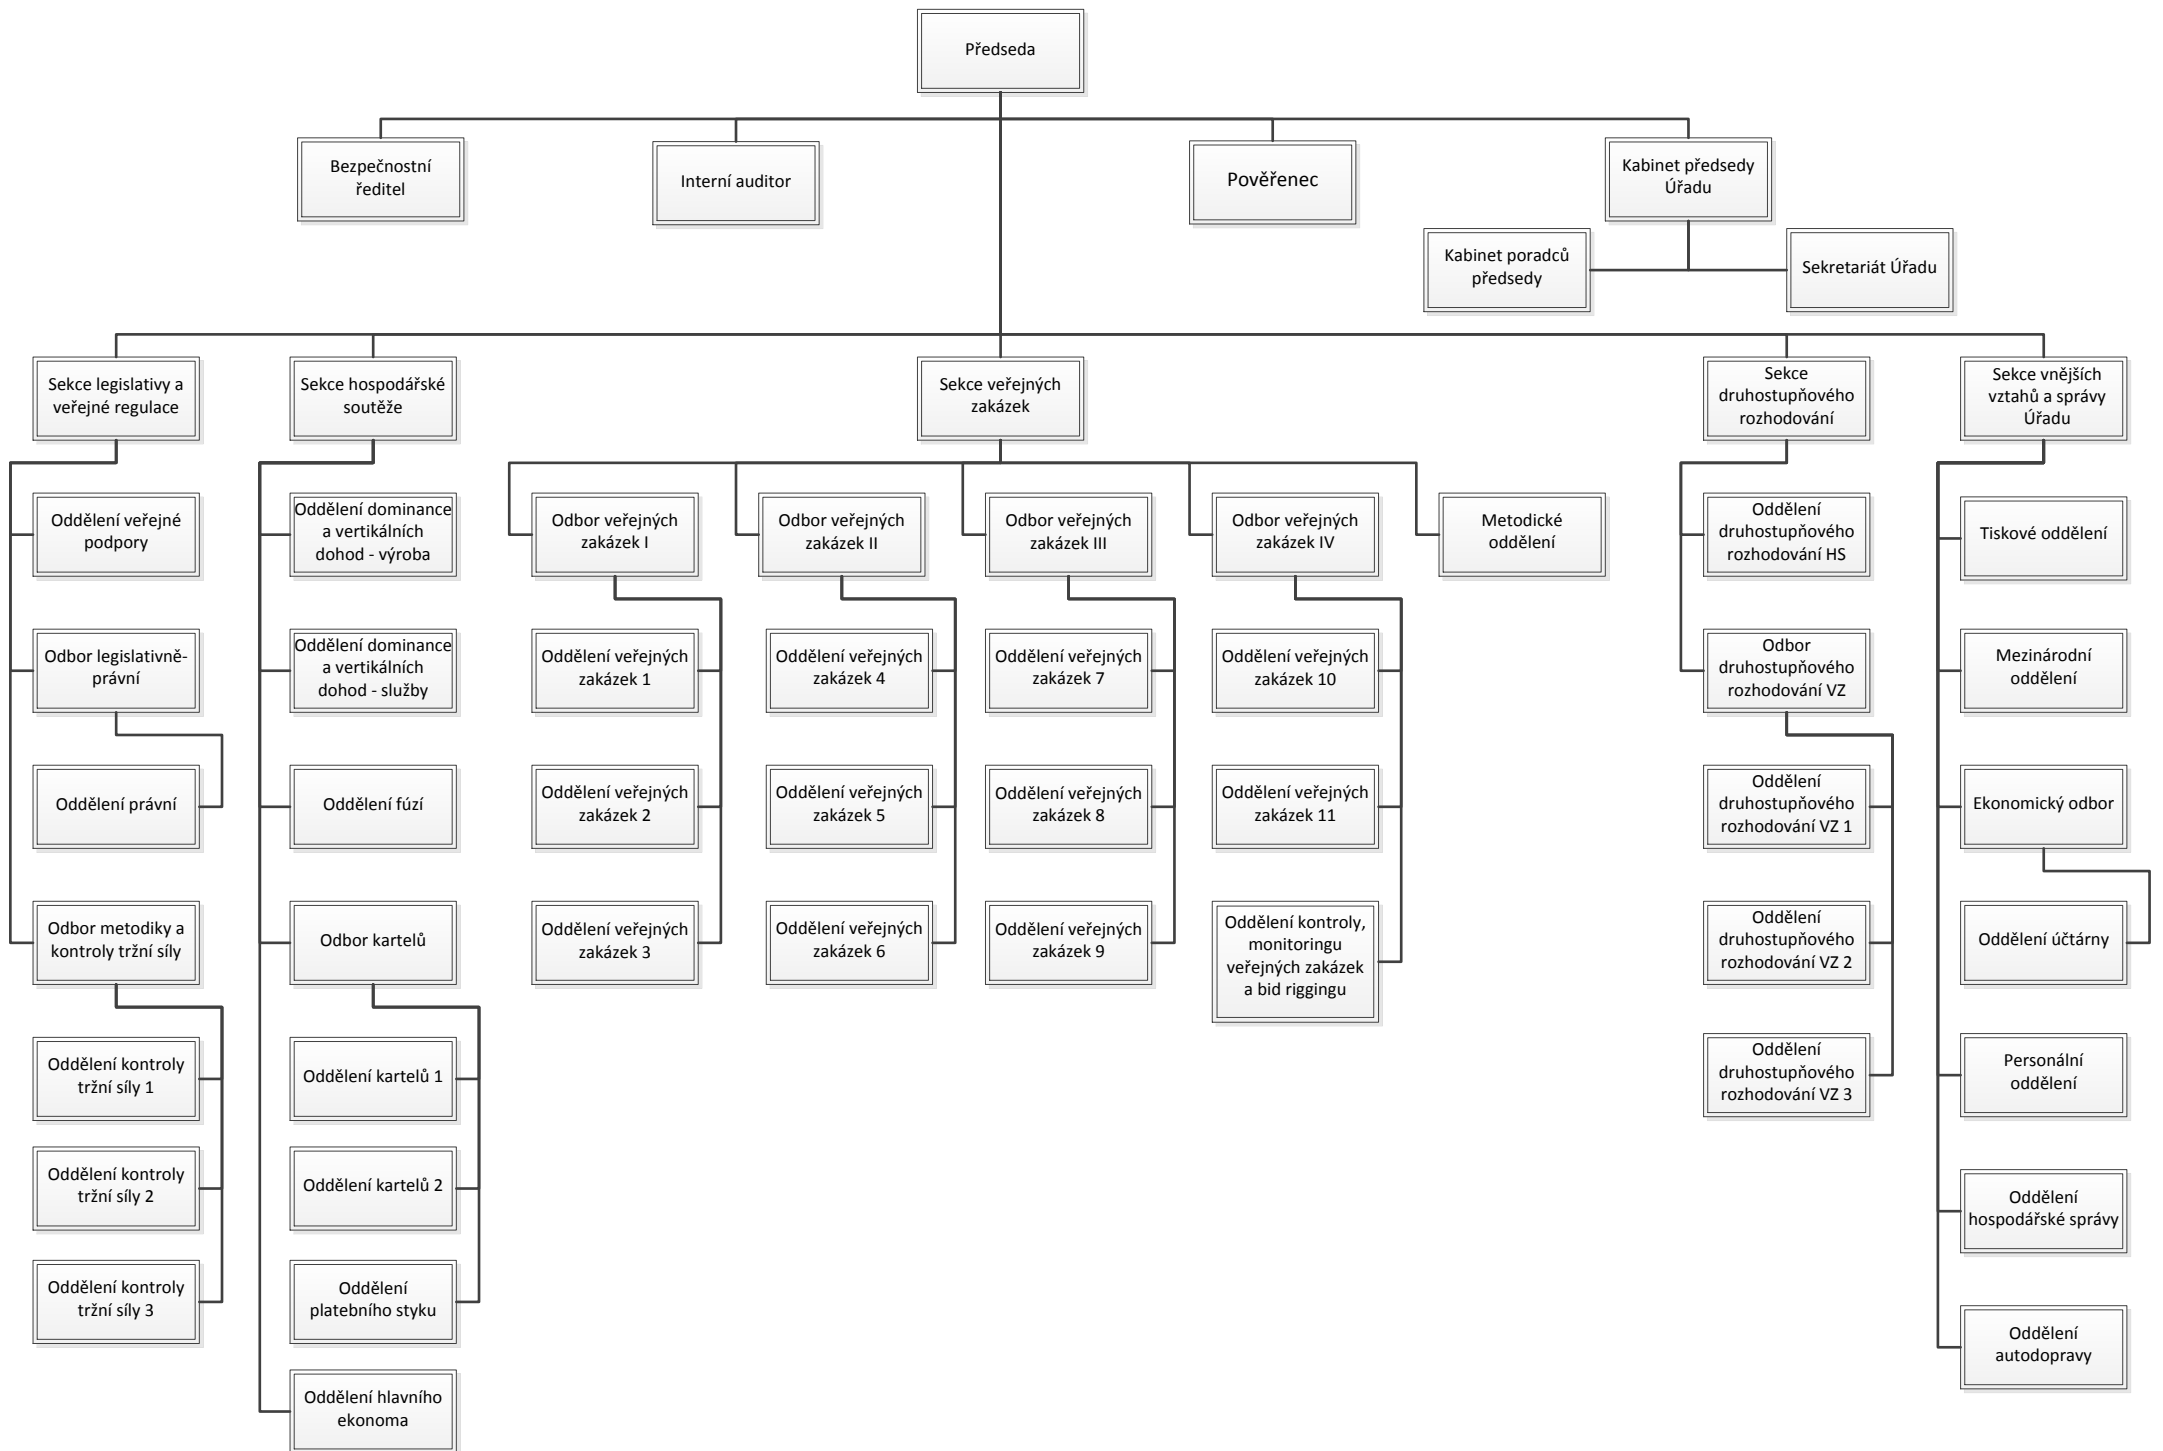 Předseda
Bezpečnostní
ředitel
Interní auditor
Pověřenec
Kabinet předsedy
Úřadu
Kabinet poradců
předsedy
Sekretariát Úřadu
Sekce legislativy a
veřejné regulace
Sekce hospodářské
soutěže
Sekce veřejných
zakázek
Sekce
druhostupňového
rozhodování
Sekce vnějších
vztahů a správy
Úřadu
Oddělení veřejné
podpory
Odbor legislativně-
právní
Oddělení právní
Odbor metodiky a
kontroly tržní síly
Oddělení kontroly
tržní síly 1
Oddělení kontroly
tržní síly 2
Oddělení kontroly
tržní síly 3
Oddělení dominance
a vertikálních
dohod - výroba
Oddělení dominance
a vertikálních
dohod - služby
Oddělení fúzí
Odbor kartelů
Oddělení kartelů 1
Oddělení kartelů 2
Oddělení
platebního styku
Oddělení hlavního
ekonoma
Odbor veřejných
zakázek I
Oddělení veřejných
zakázek 1
Oddělení veřejných
zakázek 2
Oddělení veřejných
zakázek 3
Odbor veřejných
zakázek II
Oddělení veřejných
zakázek 4
Oddělení veřejných
zakázek 5
Oddělení veřejných
zakázek 6
Odbor veřejných
zakázek III
Oddělení veřejných
zakázek 7
Oddělení veřejných
zakázek 8
Oddělení veřejných
zakázek 9
Odbor veřejných
zakázek IV
Oddělení veřejných
zakázek 10
Oddělení veřejných
zakázek 11
Oddělení kontroly,
monitoringu
veřejných zakázek
a bid riggingu
Metodické
oddělení
Oddělení
druhostupňového
rozhodování HS
Odbor
druhostupňového
rozhodování VZ
Oddělení
druhostupňového
rozhodování VZ 1
Oddělení
druhostupňového
rozhodování VZ 2
Oddělení
druhostupňového
rozhodování VZ 3
Tiskové oddělení
Mezinárodní
oddělení
Ekonomický odbor
Oddělení účtárny
Personální
oddělení
Oddělení
hospodářské správy
Oddělení
autodopravy